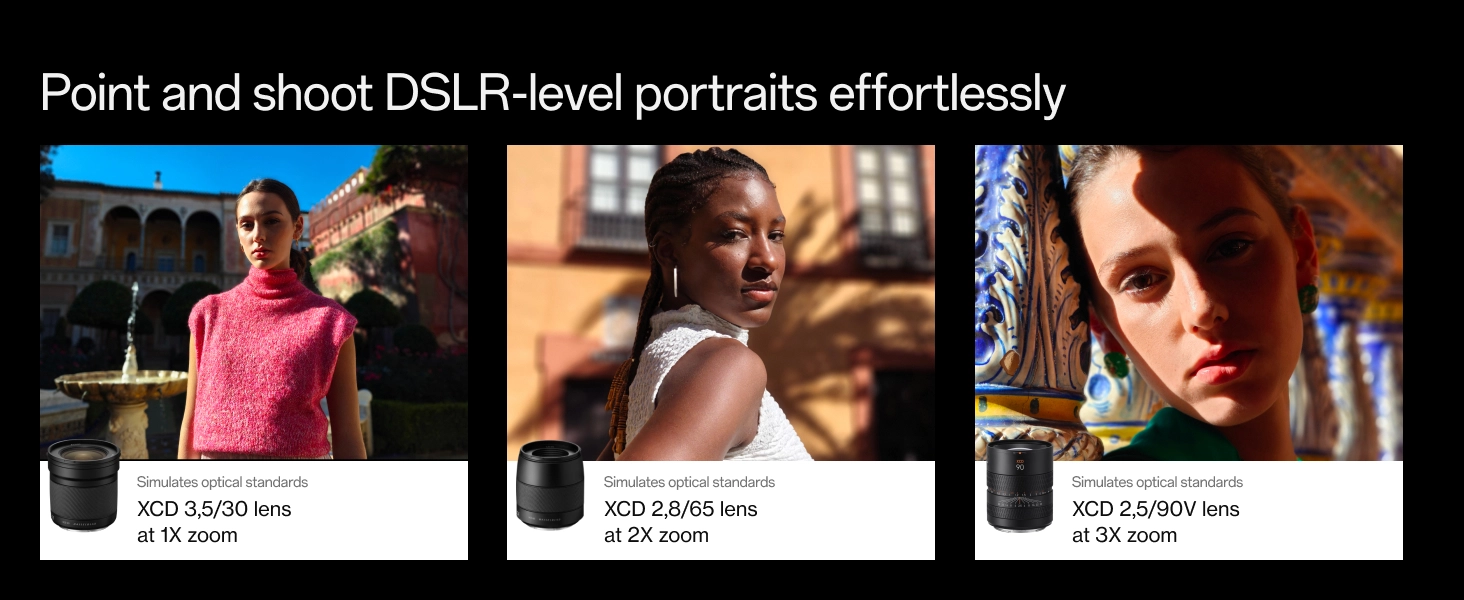 Point and shoot DSLR-level portraits effortlessly
Simulates optical standards
XCD 3,5/30 lens
at 1X zoom
Simulates optical standards
XCD 2,8/65 lens
at 2X zoom
90
Simulates optical standards
XCD 2,5/90V lens
at 3X zoom